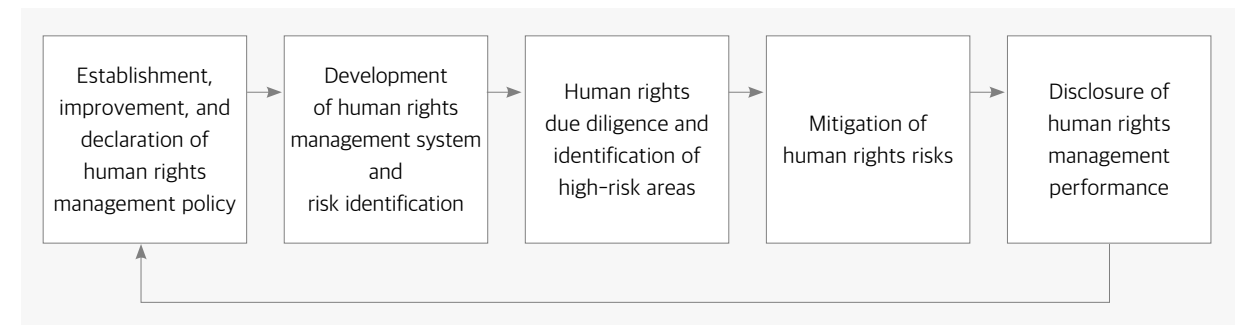 Establishment,
improvement, and
declaration of
human rights
management policy
Development
of human rights
management system
and
risk identification
Human rights
due diligence and
identification of
high-risk areas
Mitigation of
human rights risks
Disclosure of
human rights
management
performance